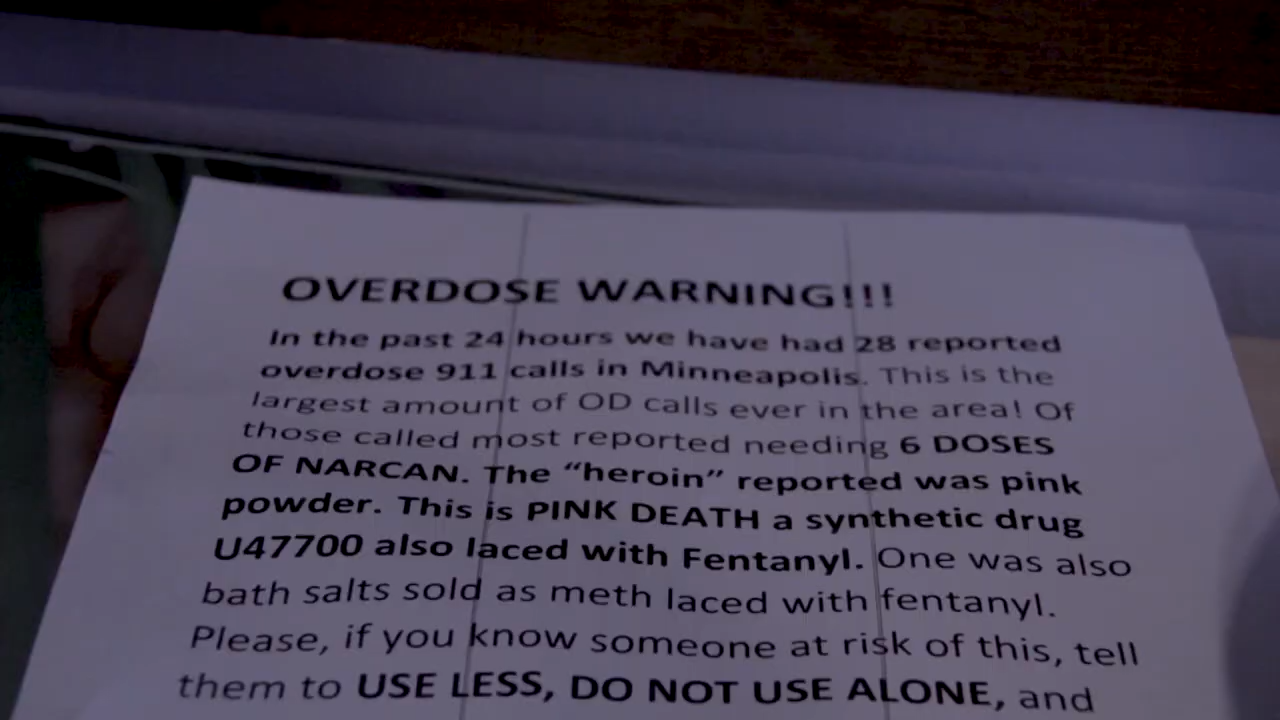 OVERDOSE WARNING!!!
In the past 24 hours we have had 28 reported
overdose 911 calls in Minneapolis. This is the
largest amount of OD calls ever in the area! Of
those called most reported needing 6 DOSES
OF NARCAN. The “heroin” reported was pink
powder. This is PINK DEATH a synthetic drug
U47700 also laced with Fentanyl. One was also
bath salts sold as meth laced with fentanyl.
Please, if you know someone at risk of this, tell
them to USE LESS, DO NOT USE ALONE, and